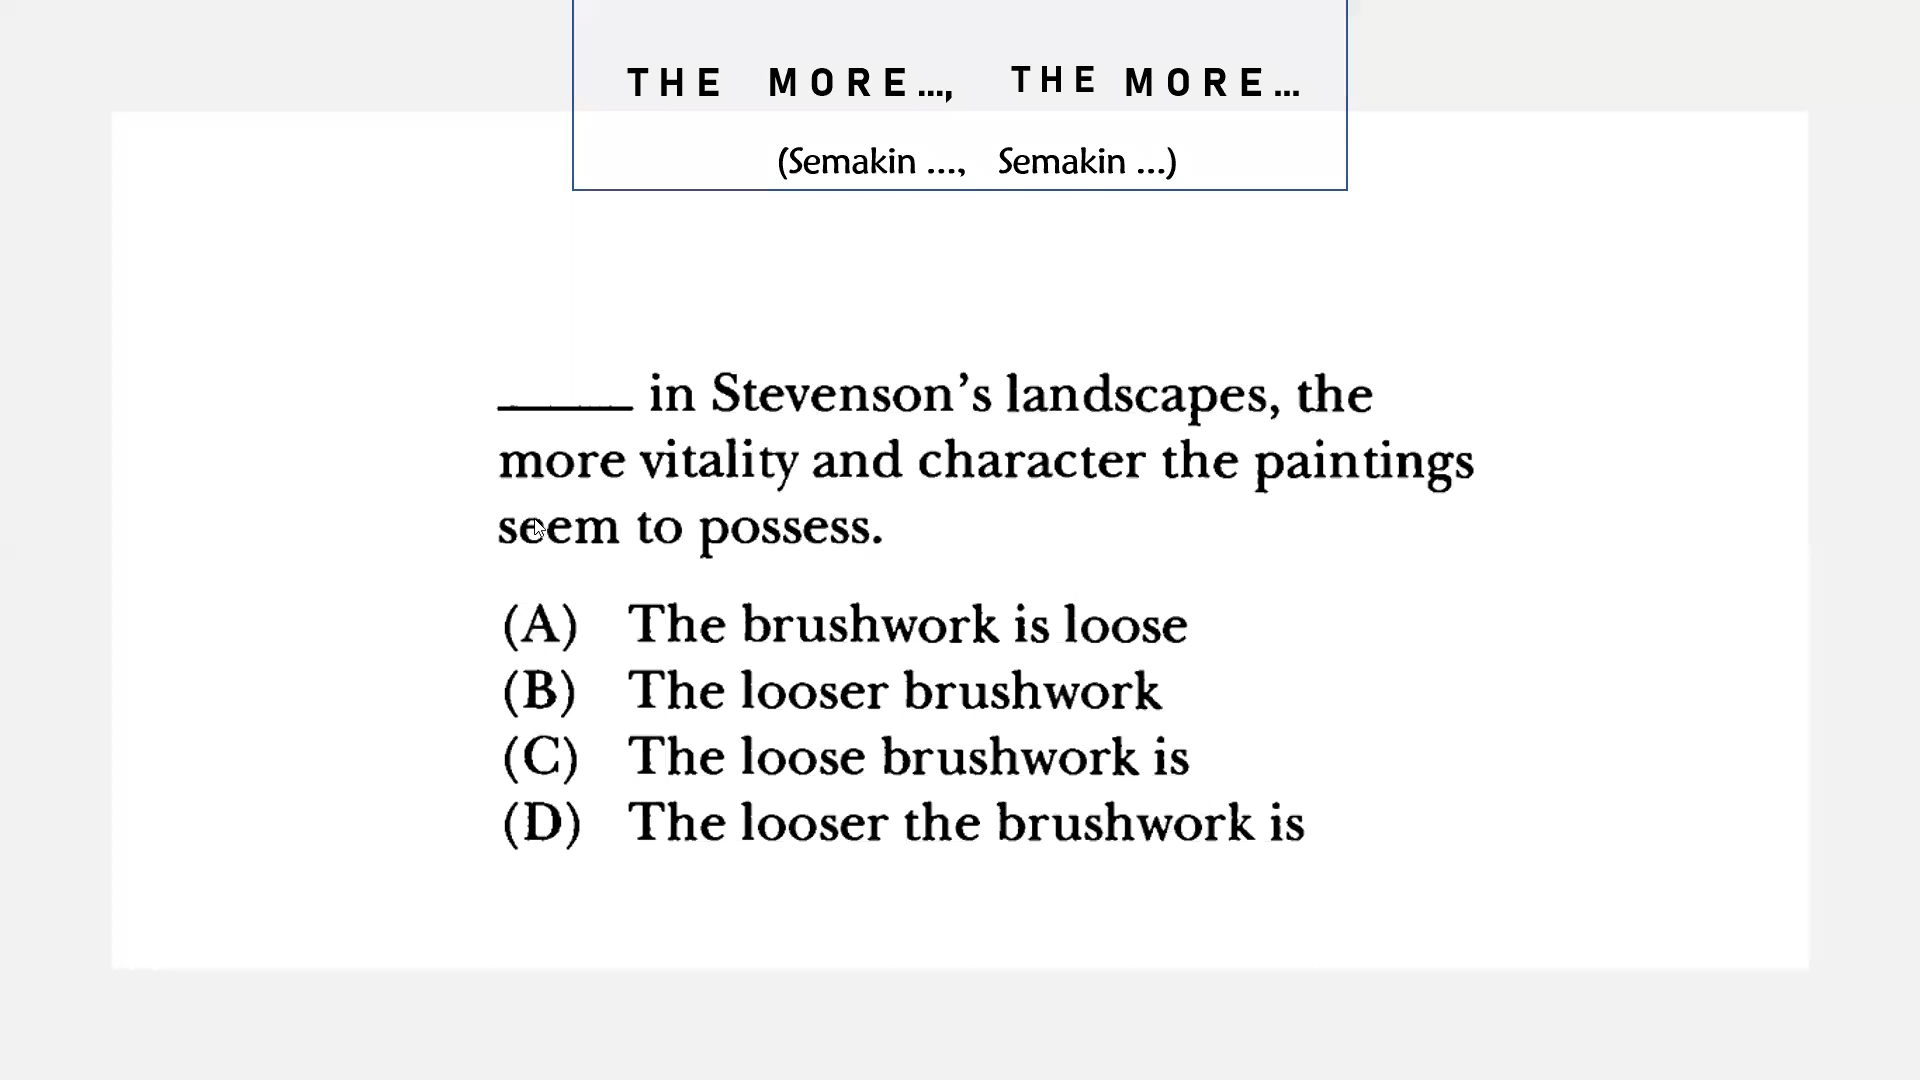 THE MORE..., THE MORE...
(Semakin ..., Semakin ...)
_____ in Stevenson’s landscapes, the
more vitality and character the paintings
seem to possess.
(A) The brushwork is loose
(B) The looser brushwork
(C) The loose brushwork is
(D) The looser the brushwork is